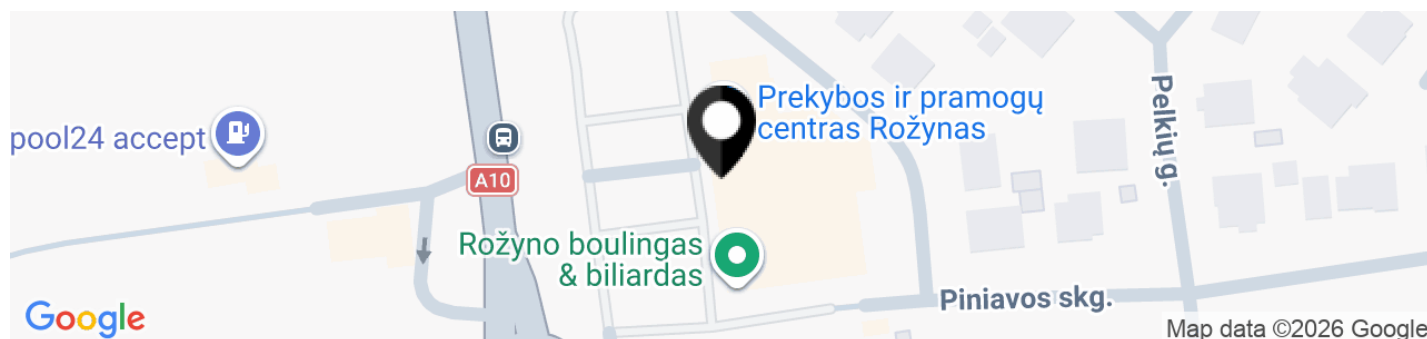 Prekybos ir pramogų
centras Rožynas
pool24 accept
A10
Pelkių g.
Rožyno boulingas
& biliardas
Piniavos skg.
Google
Map data ©2026 Google